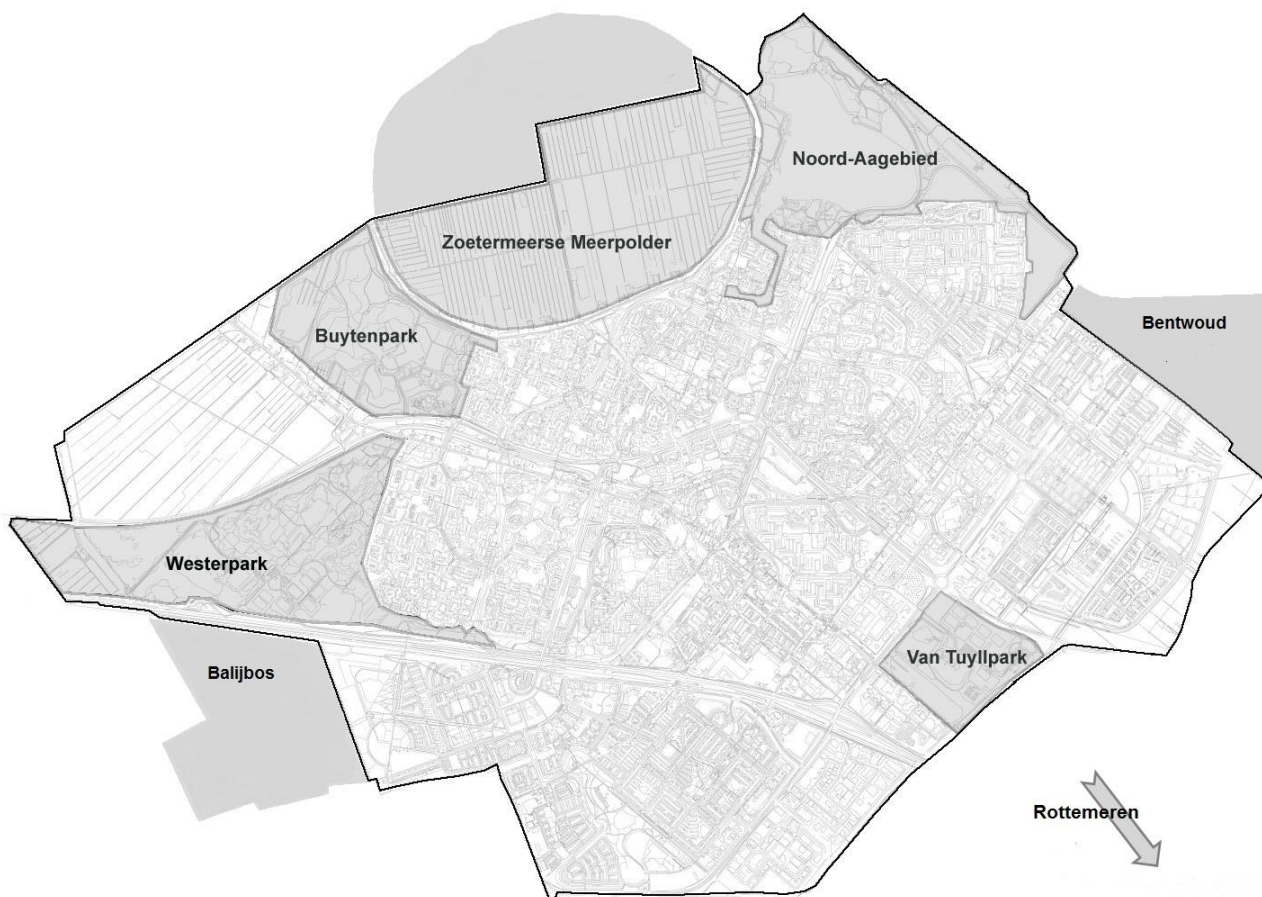 Noord-Aagebied
Zoetermeerse Meerpolder
Bentwoud
Buytenpark
Westerpark
Van Tuyllpark
Balijbos
Rottemeren